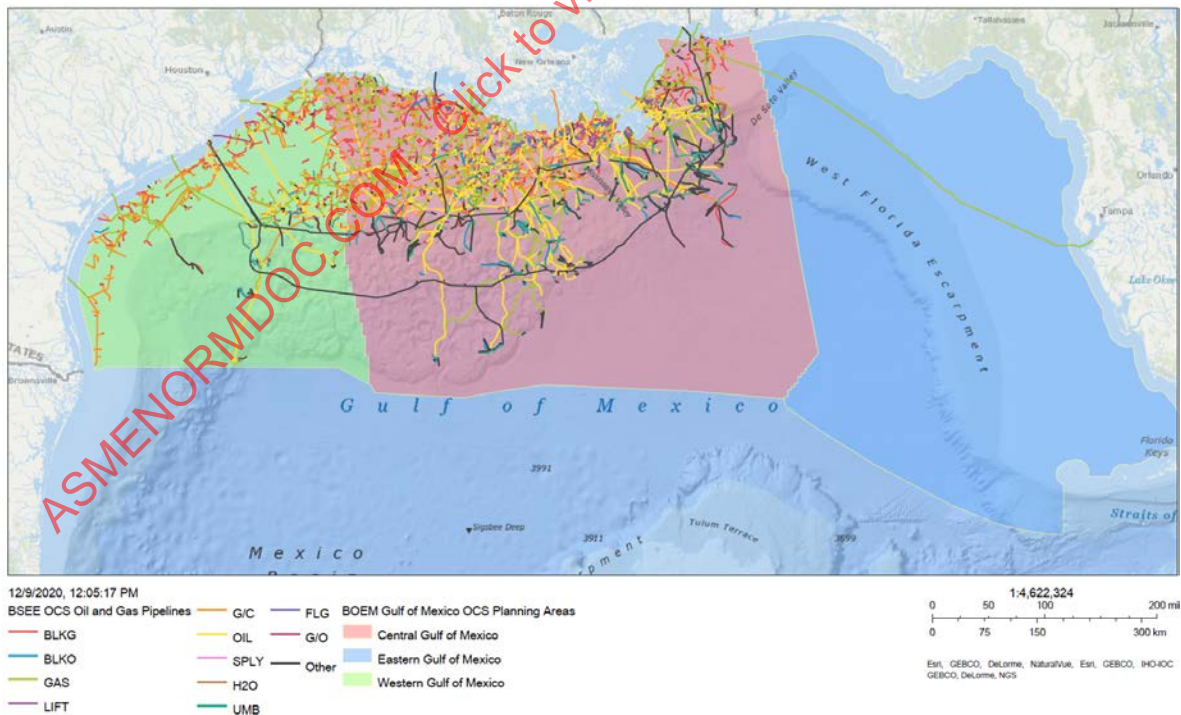 Baton Rouge
Tallahassee
Jacksonville
Austin
Houston
New Orleans
De Soto Valley
Orlando
West Florida Escarpment
Tampa
TATES
Brownsville
Gulf of Mexico
Florida
Keys
3991
Straits of
Sigsbee Deep
Tulum Terrace
3911
3699
Mexico
ASMENORMDOC.COM : Click to v
12/9/2020, 12:05:17 PM
BSEE OCS Oil and Gas Pipelines
BLKG
BLKO
GAS
LIFT
G/C
OIL
SPLY
H2O
UMB
FLG
G/O
Other
BOEM Gulf of Mexico OCS Planning Areas
Central Gulf of Mexico
Eastern Gulf of Mexico
Western Gulf of Mexico
1:4,622,324
0 50 100 200 mi
0 75 150 300 km
Esri, GEBCO, DeLorme, NaturalVue, Esri, GEBCO, IHO-IOC
GEBCO, DeLorme, NGS